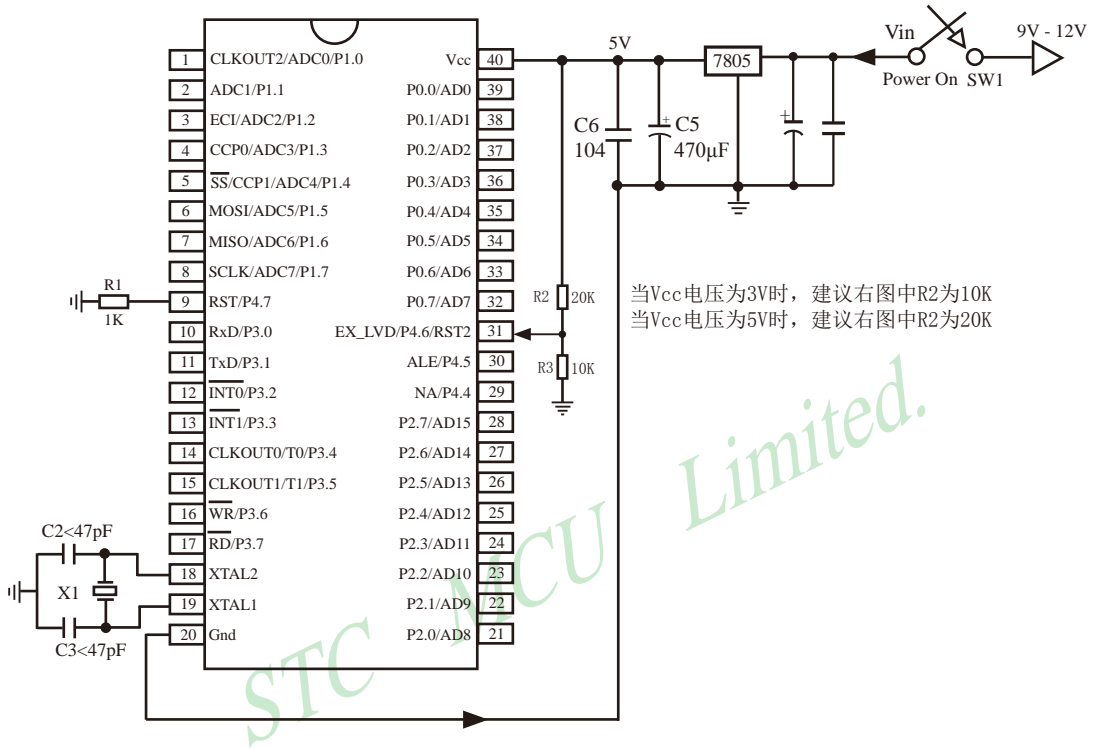 5V
Vin
9V - 12V
7805
Power On SW1
C6
104
+
C5
470μF
+
1 CLKOUT2/ADC0/P1.0
2 ADC1/P1.1
3 ECI/ADC2/P1.2
4 CCP0/ADC3/P1.3
5 SS/CCP1/ADC4/P1.4
6 MOSI/ADC5/P1.5
7 MISO/ADC6/P1.6
8 SCLK/ADC7/P1.7
9 RST/P4.7
10 RxD/P3.0
11 TxD/P3.1
12 INT0/P3.2
13 INT1/P3.3
14 CLKOUT0/T0/P3.4
15 CLKOUT1/T1/P3.5
16 WR/P3.6
17 RD/P3.7
18 XTAL2
19 XTAL1
20 Gnd
Vcc 40
P0.0/AD0 39
P0.1/AD1 38
P0.2/AD2 37
P0.3/AD3 36
P0.4/AD4 35
P0.5/AD5 34
P0.6/AD6 33
P0.7/AD7 32
EX_LVD/P4.6/RST2 31
ALE/P4.5 30
NA/P4.4 29
P2.7/AD15 28
P2.6/AD14 27
P2.5/AD13 26
P2.4/AD12 25
P2.3/AD11 24
P2.2/AD10 23
P2.1/AD9 22
P2.0/AD8 21
R1
1K
R2 20K
R3 10K
当Vcc电压为3V时，建议右图中R2为10K
当Vcc电压为5V时，建议右图中R2为20K
C2<47pF
X1
C3<47pF
STC MCU Limited.